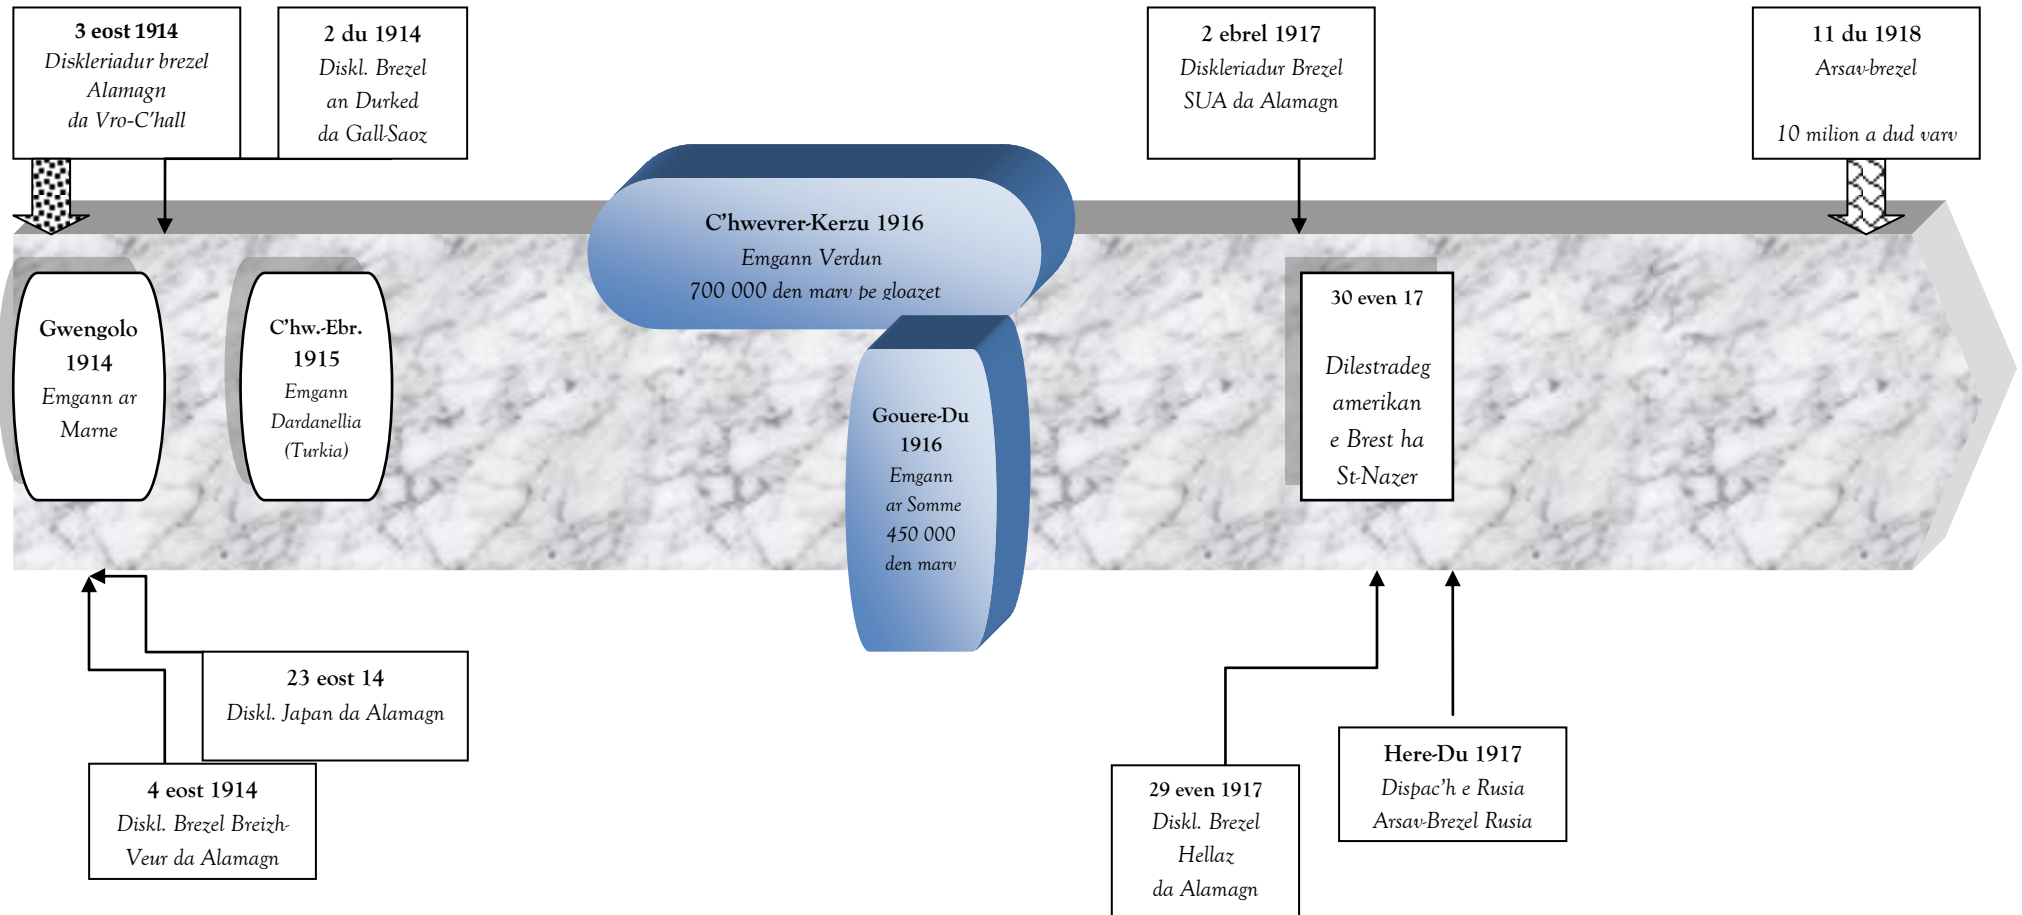 3 eost 1914
Diskleriadur brezel
Alamagn
da Vro-C'hall
2 du 1914
Diskl. Brezel
an Durked
da Gall-Saoz
2 ebrel 1917
Diskleriadur Brezel
SUA da Alamagn
11 du 1918
Arsav-brezel
10 milion a dud varv
C'hwevrer-Kerzu 1916
Emgann Verdun
700 000 den marv pe gloazet
Gwengolo
1914
Emgann ar
Marne
C'hw.-Ebr.
1915
Emgann
Dardanellia
(Turkia)
Gouere-Du
1916
Emgann
ar Somme
450 000
den marv
30 even 17
Dilestradeg
amerikan
e Brest ha
St-Nazer
23 eost 14
Diskl. Japan da Alamagn
4 eost 1914
Diskl. Brezel Breizh-
Veur da Alamagn
29 even 1917
Diskl. Brezel
Hellaz
da Alamagn
Here-Du 1917
Dispac'h e Rusia
Arsav-Brezel Rusia